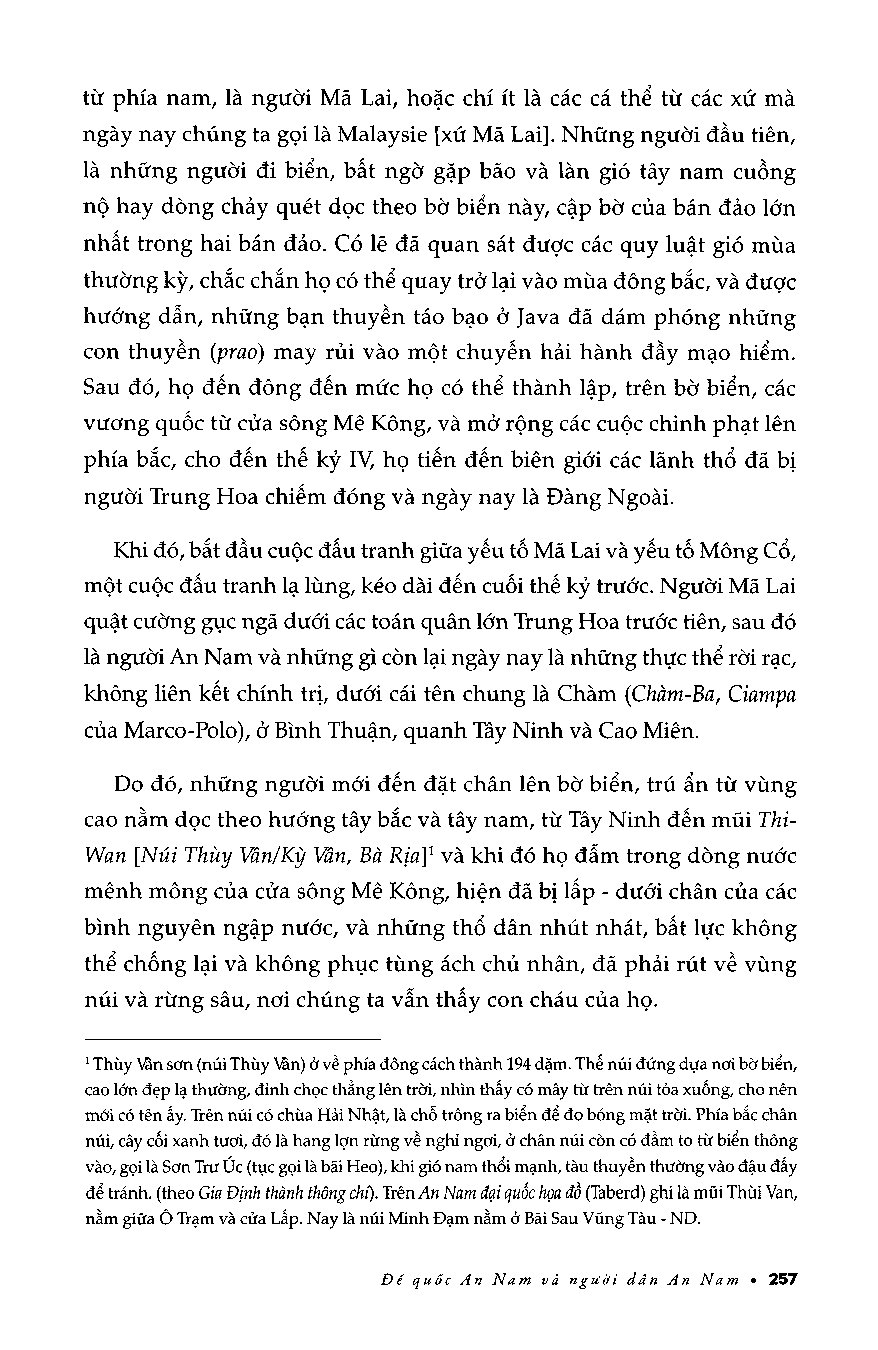 từ phía nam, là người Mã Lai, hoặc chí ít là các cá thể từ các xứ mà
ngày nay chúng ta gọi là Malaysie [xứ Mã Lai]. Những người đầu tiên,
là những người đi biển, bất ngờ gặp bão và làn gió tây nam cuồng
nộ hay dòng chảy quét dọc theo bờ biển này, cập bờ của bán đảo lớn
nhất trong hai bán đảo. Có lẽ đã quan sát được các quy luật gió mùa
thường kỳ, chắc chắn họ có thể quay trở lại vào mùa đông bắc, và được
hướng dẫn, những bạn thuyền táo bạo ở Java đã dám phóng những
con thuyền (prao) may rủi vào một chuyến hải hành đầy mạo hiểm.
Sau đó, họ đến đông đến mức họ có thể thành lập, trên bờ biển, các
vương quốc từ cửa sông Mê Kông, và mở rộng các cuộc chinh phạt lên
phía bắc, cho đến thế kỷ IV, họ tiến đến biên giới các lãnh thổ đã bị
người Trung Hoa chiếm đóng và ngày nay là Đàng Ngoài.
Khi đó, bắt đầu cuộc đấu tranh giữa yếu tố Mã Lai và yếu tố Mông Cổ,
một cuộc đấu tranh lạ lùng, kéo dài đến cuối thế kỷ trước. Người Mã Lai
quật cường gục ngã dưới các toán quân lớn Trung Hoa trước tiên, sau đó
là người An Nam và những gì còn lại ngày nay là những thực thể rời rạc,
không liên kết chính trị, dưới cái tên chung là Chàm (Chàm-Ba, Ciampa
của Marco-Polo), ở Bình Thuận, quanh Tây Ninh và Cao Miên.
Do đó, những người mới đến đặt chân lên bờ biển, trú ẩn từ vùng
cao nằm dọc theo hướng tây bắc và tây nam, từ Tây Ninh đến mũi Thi-
Wan [Núi Thùy Vân/Kỳ Vân, Bà Rịa]¹ và khi đó họ đẫm trong dòng nước
mênh mông của cửa sông Mê Kông, hiện đã bị lấp - dưới chân của các
bình nguyên ngập nước, và những thổ dân nhút nhát, bất lực không
thể chống lại và không phục tùng ách chủ nhân, đã phải rút về vùng
núi và rừng sâu, nơi chúng ta vẫn thấy con cháu của họ.
¹ Thùy Vân sơn (núi Thùy Vân) ở về phía đông cách thành 194 dặm. Thế núi đứng dựa nơi bờ biển,
cao lớn đẹp lạ thường, đỉnh chọc thẳng lên trời, nhìn thấy có mây từ trên núi tỏa xuống, cho nên
mới có tên ấy. Trên núi có chùa Hải Nhật, là chỗ trông ra biển để đo bóng mặt trời. Phía bắc chân
núi, cây cối xanh tươi, đó là hang lợn rừng về nghỉ ngơi, ở chân núi còn có đầm to từ biển thông
vào, gọi là Sơn Trư Úc (tục gọi là bãi Heo), khi gió nam thổi mạnh, tàu thuyền thường vào đậu đấy
để tránh. (theo Gia Định thành thông chí). Trên An Nam đại quốc họa đồ (Taberd) ghi là mũi Thùi Van,
nằm giữa Ô Trạm và cửa Lấp. Nay là núi Minh Đạm nằm ở Bãi Sau Vũng Tàu - ND.
Đế quốc An Nam và người dân An Nam • 257